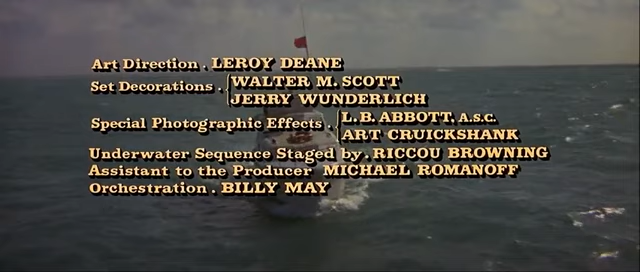 Art Direction . LEROY DEANE
Set Decorations . WALTER M. SCOTT
JERRY WUNDERLICH
Special Photographic Effects . L.B. ABBOTT, A.S.C.
ART CRUICKSHANK
Underwater Sequence Staged by . RICCOU BROWNING
Assistant to the Producer MICHAEL ROMANOFF
Orchestration . BILLY MAY